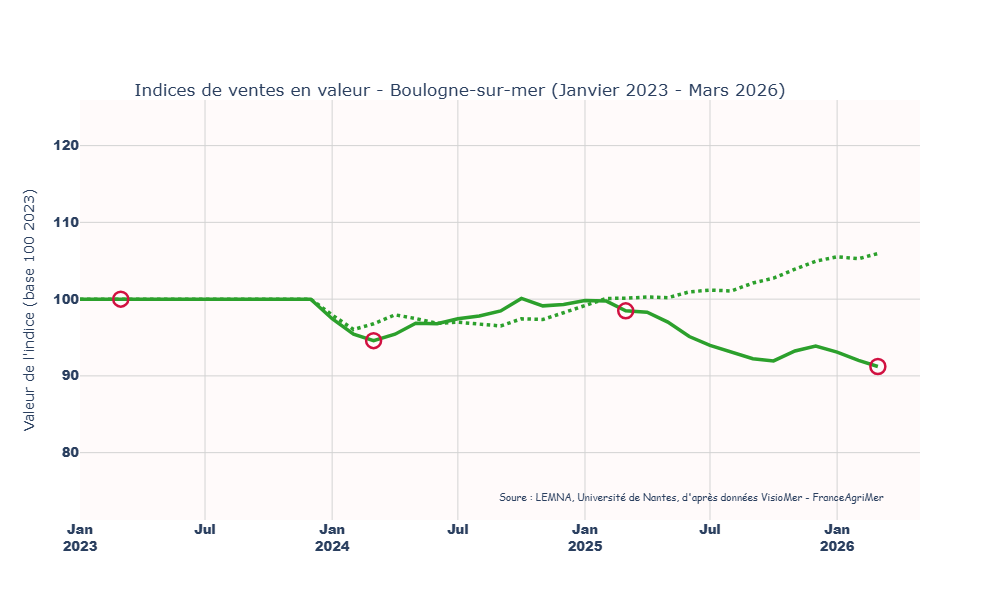 Indices de ventes en valeur - Boulogne-sur-mer (Janvier 2023 - Mars 2026)
Valeur de l'indice (base 100 2023)
120
110
100
90
80
Soure : LEMNA, Université de Nantes, d'après données VisioMer - FranceAgriMer
Jan Jul Jan Jul Jan Jul Jan
2023 2024 2025 2026